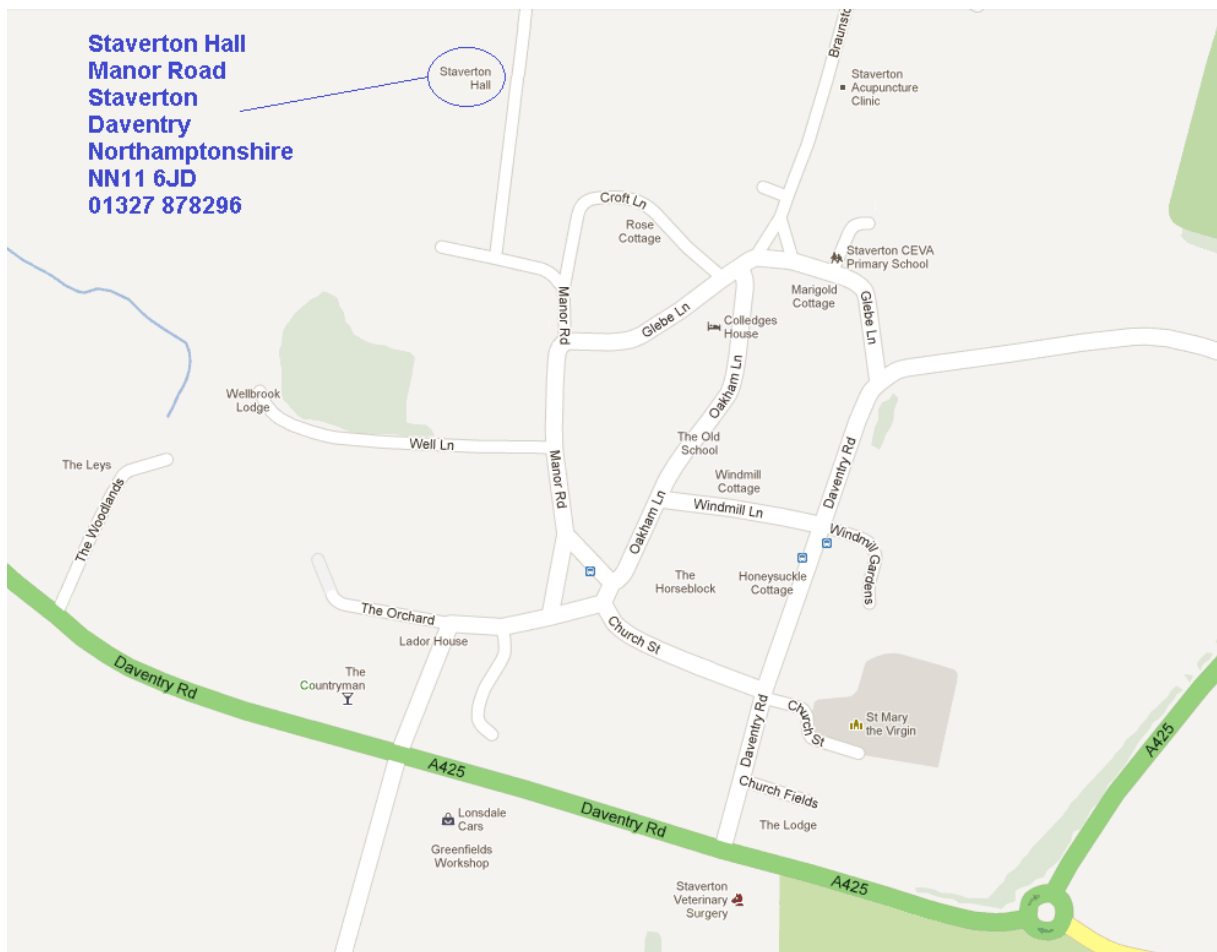 Staverton Hall
Manor Road
Staverton
Daventry
Northamptonshire
NN11 6JD
01327 878296
Staverton
Hall
Braunsto
Staverton
Acupuncture
Clinic
Croft Ln
Rose
Cottage
Staverton CEVA
Primary School
Marigold
Cottage
Glebe Ln
Manor Rd
Glebe Ln
Colledges
House
Oakham Ln
Wellbrook
Lodge
Well Ln
The Old
School
Daventry Rd
The Leys
Manor Rd
Windmill
Cottage
The Woodlands
Oakham Ln
Windmill Ln
Windmill Gardens
The
Horseblock
Honeysuckle
Cottage
The Orchard
Lador House
Church St
Daventry Rd
The
Countryman
Daventry Rd
Church St
St Mary
the Virgin
A425
A425
Church Fields
Lonsdale
Cars
Daventry Rd
The Lodge
Greenfields
Workshop
A425
Staverton
Veterinary
Surgery